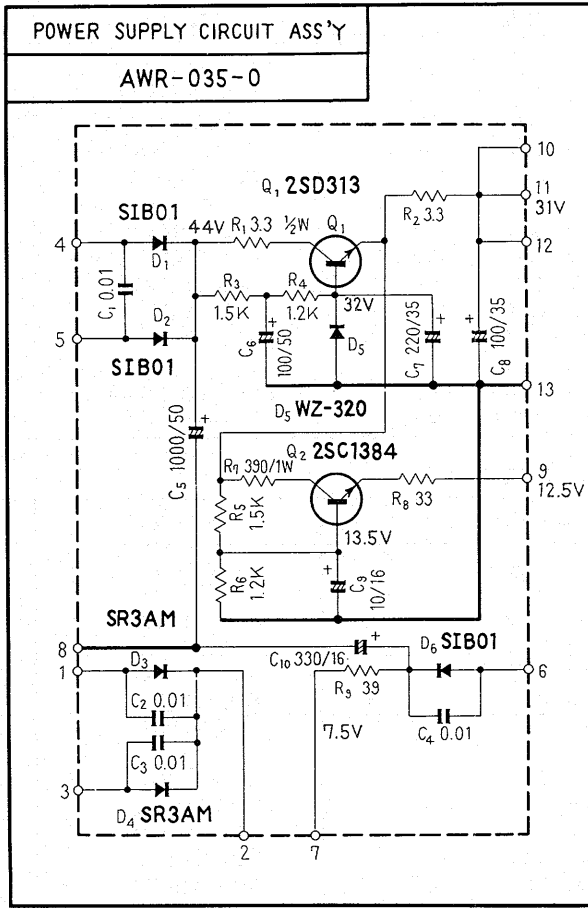 POWER SUPPLY CIRCUIT ASS'Y
AWR-035-0
10
Q₁ 2SD313
11
31V
SIB01
R₂ 3.3
44V
R₁ 3.3 ½W
Q₁
4
12
D₁
C₁ 0.01
R₃
1.5K
R₄
1.2K
32V
+
C₇ 220/35
+
C₈ 100/35
D₂
5
+
C₆ 100/50
D₅
SIB01
13
D₅ WZ-320
+
C₅ 1000/50
Q₂ 2SC1384
R₇ 390/1W
9
12.5V
R₈ 33
R₅ 1.5K
13.5V
R₆ 1.2K
+
C₉ 10/16
SR3AM
8
+
D₆ SIB01
1
D₃
C₁₀ 330/16
6
R₉ 39
C₂ 0.01
7.5V
C₄ 0.01
C₃ 0.01
3
D₄ SR3AM
2
7